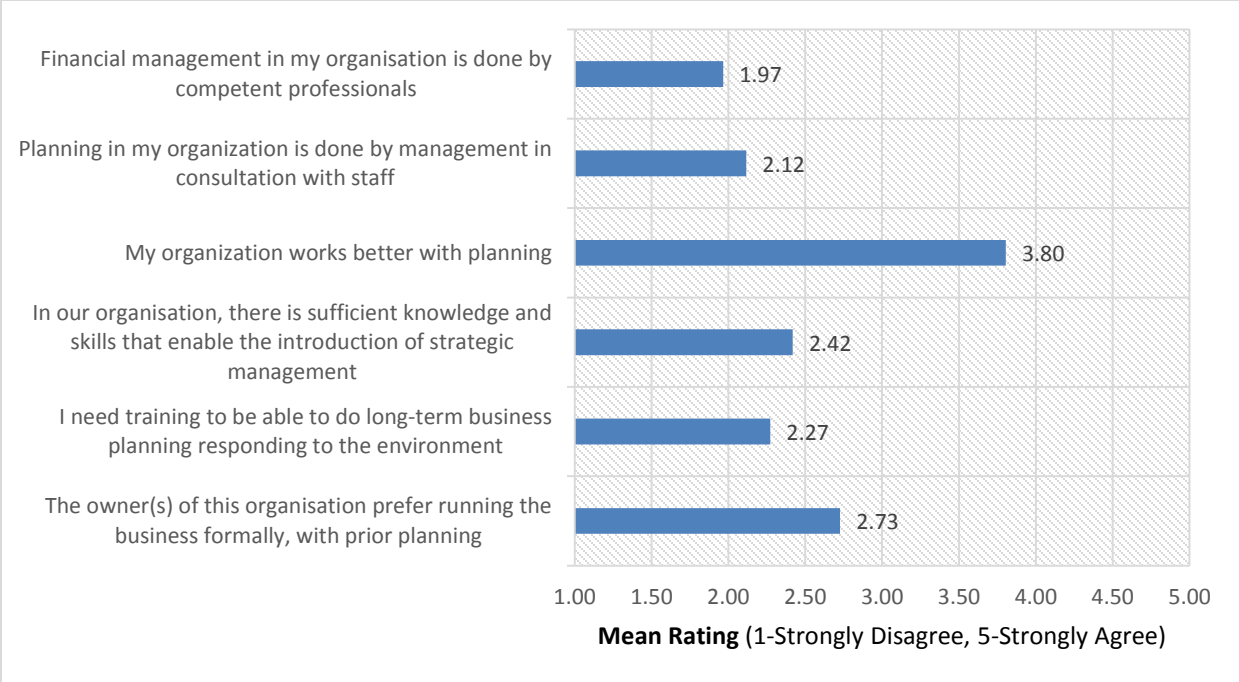 Financial management in my organisation is done by
competent professionals
1.97
Planning in my organization is done by management in
consultation with staff
2.12
My organization works better with planning
3.80
In our organisation, there is sufficient knowledge and
skills that enable the introduction of strategic
management
2.42
I need training to be able to do long-term business
planning responding to the environment
2.27
The owner(s) of this organisation prefer running the
business formally, with prior planning
2.73
1.00 1.50 2.00 2.50 3.00 3.50 4.00 4.50 5.00
Mean Rating (1-Strongly Disagree, 5-Strongly Agree)